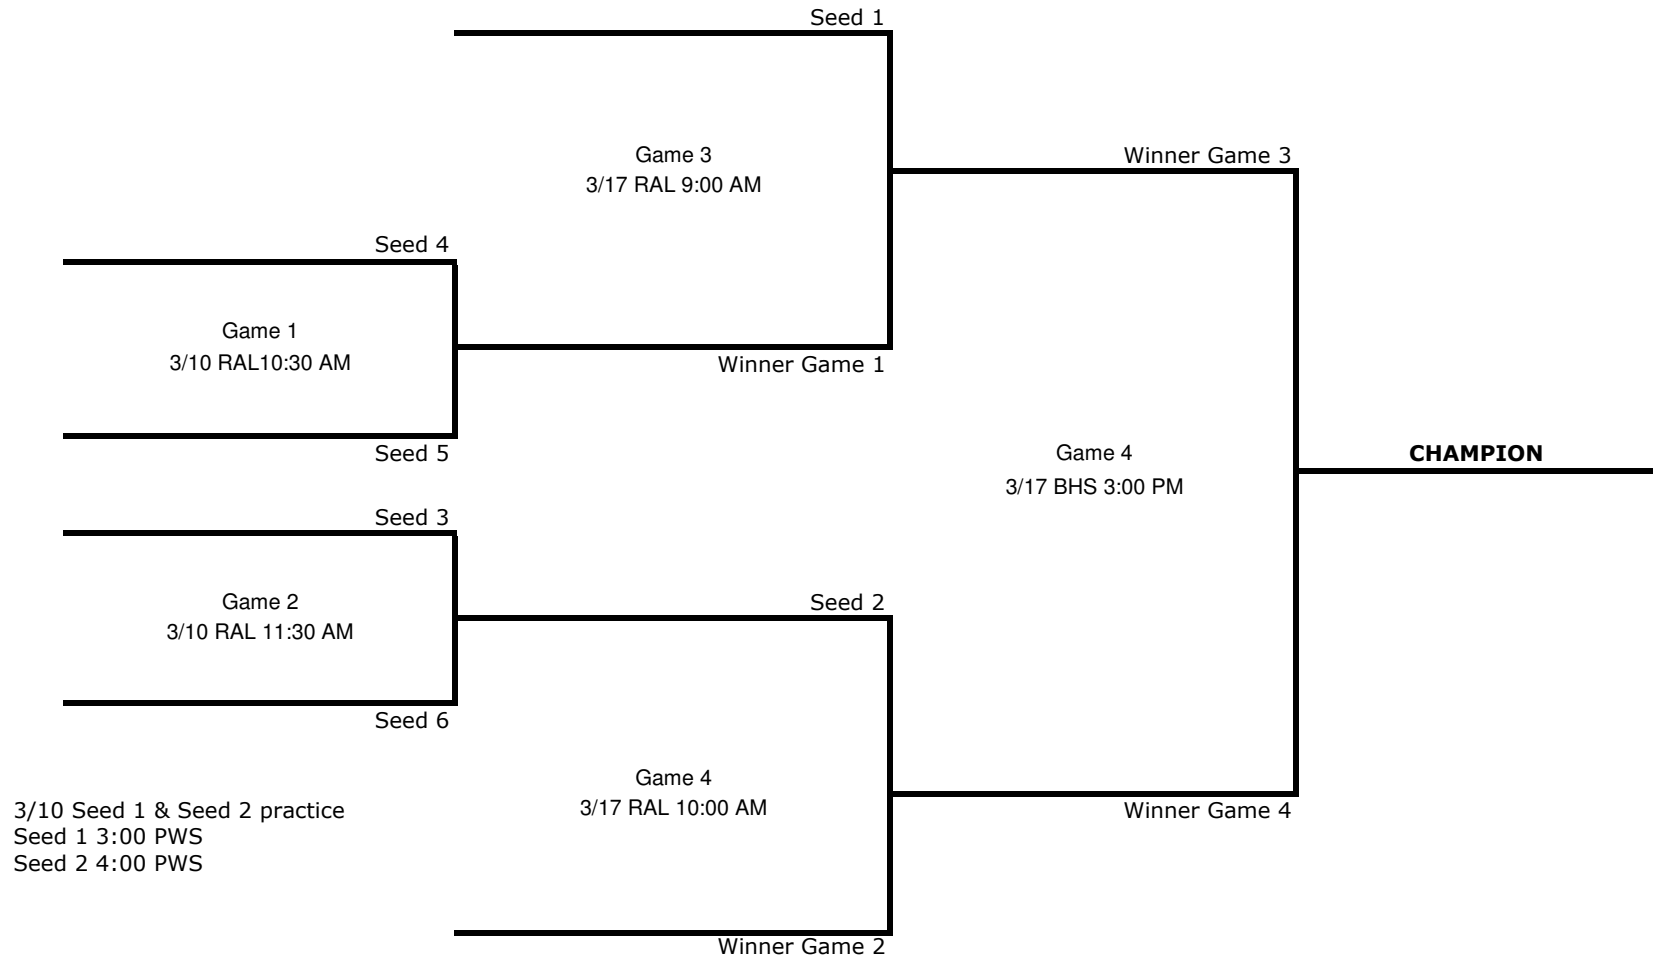 Seed 1
Game 3
3/17 RAL 9:00 AM
Winner Game 3
Seed 4
Game 1
3/10 RAL10:30 AM
Winner Game 1
Seed 5
Game 4
3/17 BHS 3:00 PM
CHAMPION
Seed 3
Game 2
3/10 RAL 11:30 AM
Seed 2
Seed 6
Game 4
3/17 RAL 10:00 AM
Winner Game 4
3/10 Seed 1 & Seed 2 practice
Seed 1 3:00 PWS
Seed 2 4:00 PWS
Winner Game 2